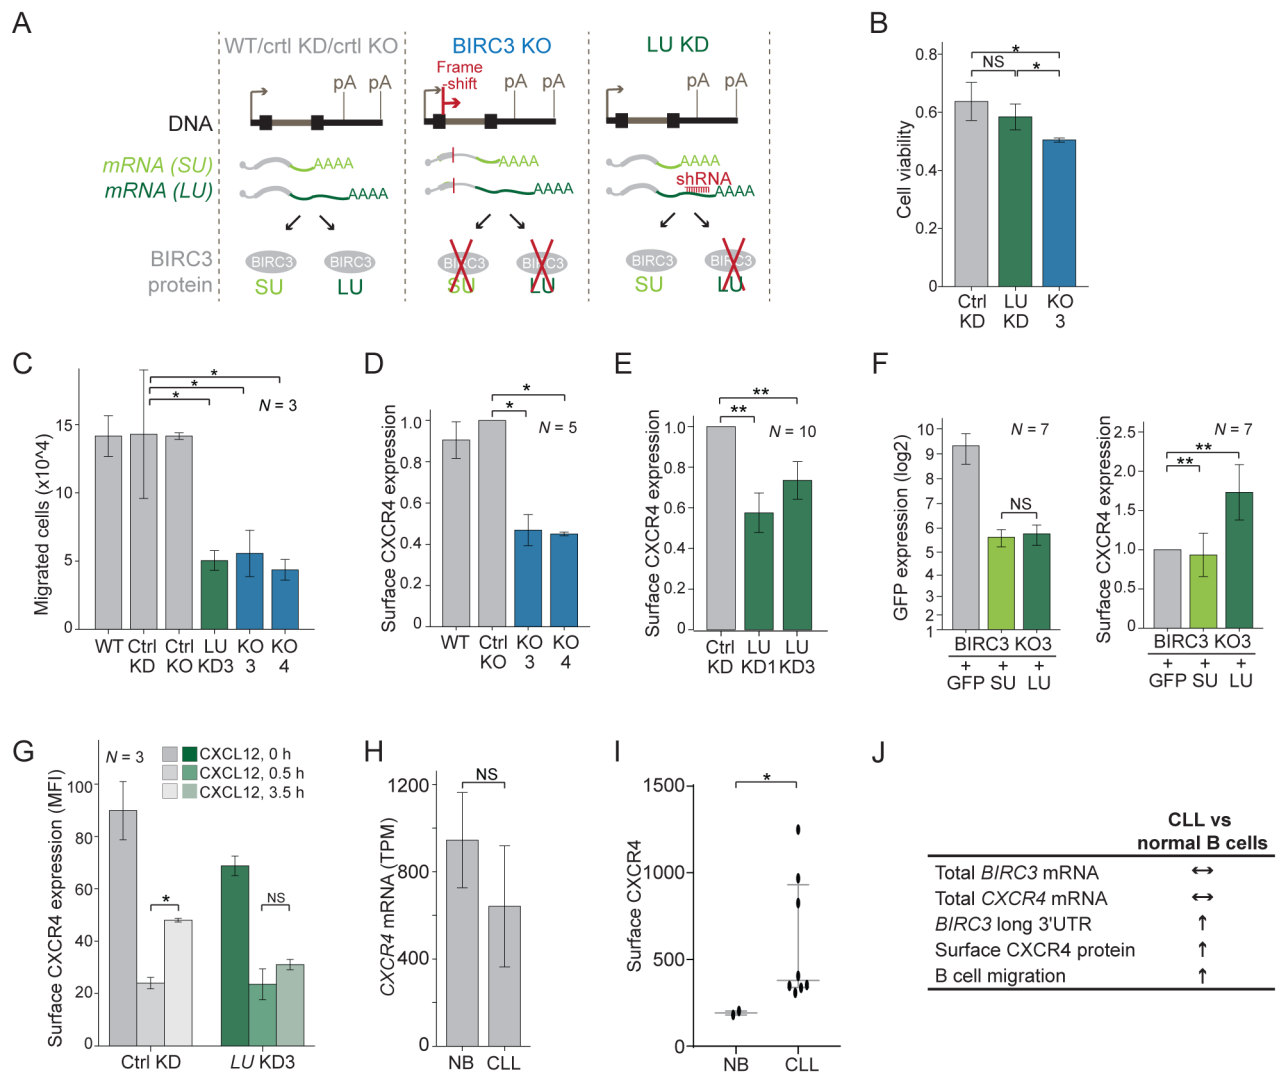 A
WT/crtl KD/crtl KO
BIRC3 KO
LU KD
Frame
-shift
pA pA
pA pA
pA pA
DNA
mRNA (SU)
AAAA
AAAA
AAAA
mRNA (LU)
AAAA
AAAA
shRNA
AAAA
BIRC3
protein
BIRC3 BIRC3
BIRC3 BIRC3
BIRC3 BIRC3
SU LU
SU LU
SU LU
B
Cell viability
0.8
0.6
0.4
0.2
0
*
NS *
Ctrl LU KO
KD KD 3
C
Migrated cells (x10^4)
15
10
5
0
*
*
*
N = 3
WT Ctrl Ctrl LU KO KO
KD KO KD3 3 4
D
Surface CXCR4 expression
1.0
0.8
0.6
0.4
0.2
0
*
*
N = 5
WT Ctrl KO KO
KO 3 4
E
Surface CXCR4 expression
1.0
0.8
0.6
0.4
0.2
0
**
**
N = 10
Ctrl LU LU
KD KD1 KD3
F
GFP expression (log2)
10
9
8
7
6
5
4
3
2
1
N = 7
NS
BIRC3 KO3
+ + +
GFP SU LU
Surface CXCR4 expression
2.5
2.0
1.5
1.0
0.5
0
N = 7
**
**
BIRC3 KO3
+ + +
GFP SU LU
G
Surface CXCR4 expression (MFI)
100
80
60
40
20
0
N = 3
CXCL12, 0 h
CXCL12, 0.5 h
CXCL12, 3.5 h
*
NS
Ctrl KD LU KD3
H
CXCR4 mRNA (TPM)
1200
800
400
0
NS
NB CLL
I
Surface CXCR4
1500
1000
500
0
*
NB CLL
J
CLL vs
normal B cells
Total BIRC3 mRNA ↔
Total CXCR4 mRNA ↔
BIRC3 long 3'UTR ↑
Surface CXCR4 protein ↑
B cell migration ↑